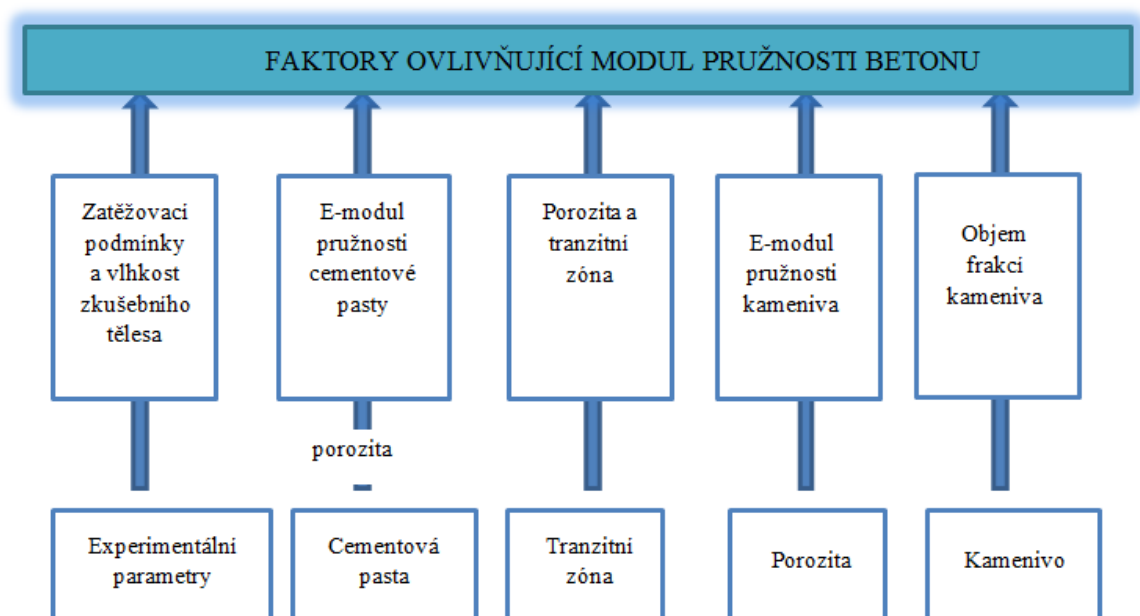 FAKTORY OVLIVŇUJÍCÍ MODUL PRUŽNOSTI BETONU
Zatěžovací
podmínky
a vlhkost
zkušebního
tělesa
E-modul
pružnosti
cementové
pasty
Porozita a
tranzitní
zóna
E-modul
pružnosti
kameniva
Objem
frakcí
kameniva
porozita
Experimentální
parametry
Cementová
pasta
Tranzitní
zóna
Porozita
Kamenivo